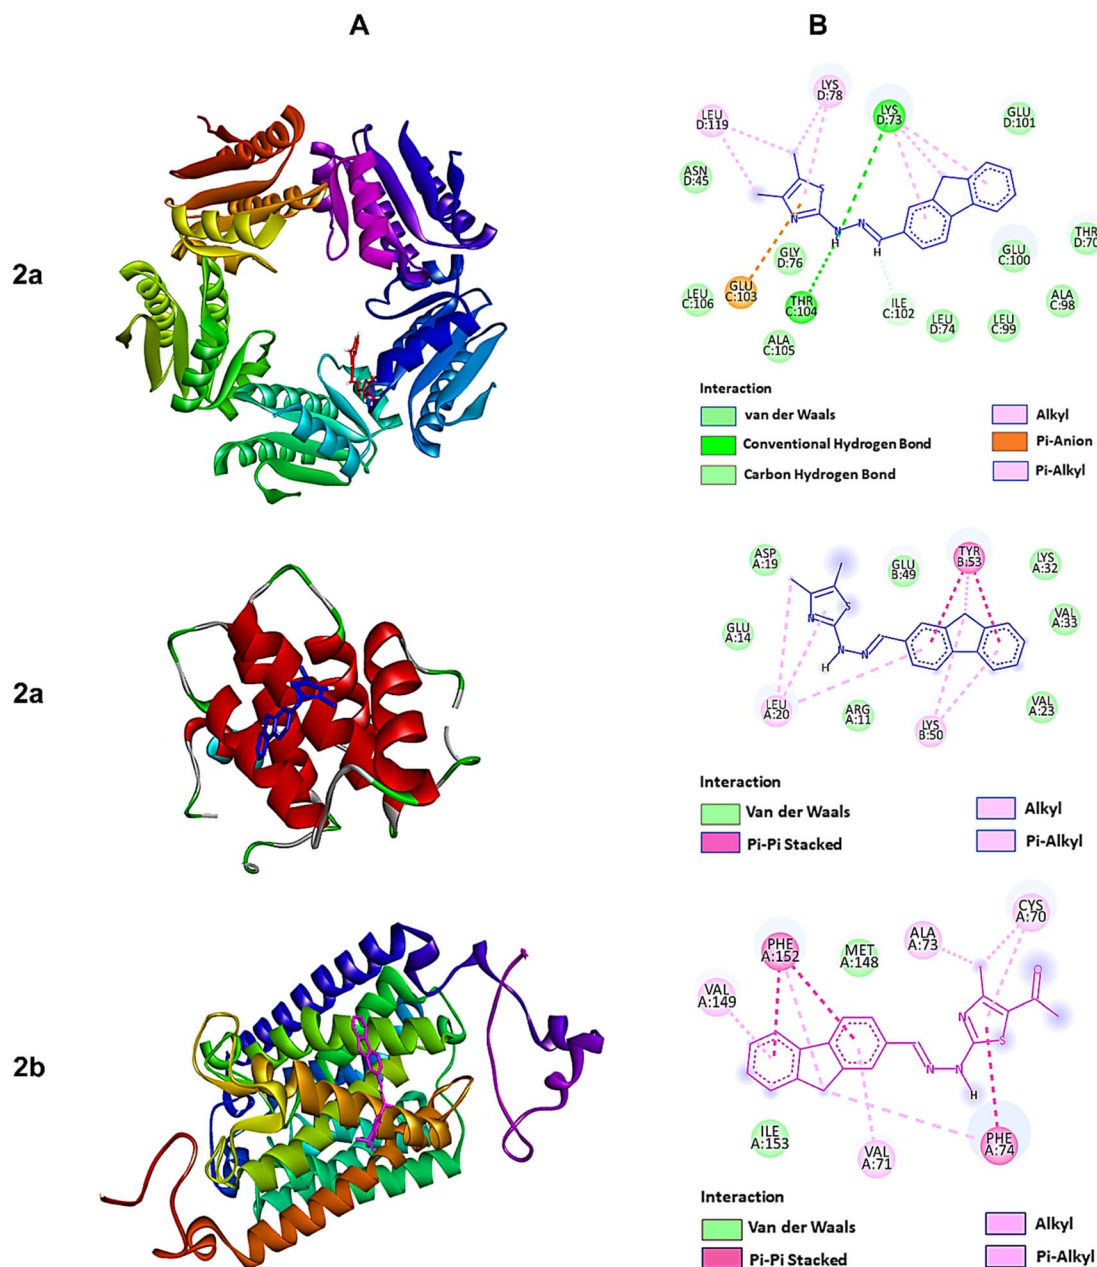 A
B
2a
LYS
D:78
LEU
D:119
LYS
D:73
GLU
D:101
ASN
D:45
S
N
N
H
N
H
GLY
D:76
GLU
C:100
THR
D:70
LEU
C:106
GLU
C:103
THR
C:104
ILE
C:102
LEU
D:74
LEU
C:99
ALA
C:98
ALA
C:105
Interaction
van der Waals
Conventional Hydrogen Bond
Carbon Hydrogen Bond
Alkyl
Pi-Anion
Pi-Alkyl
2a
ASP
A:19
GLU
B:49
TYR
B:53
LYS
A:32
GLU
A:14
VAL
A:33
S
N
N
H
N
LEU
A:20
ARG
A:11
LYS
B:50
VAL
A:23
Interaction
Van der Waals
Pi-Pi Stacked
Alkyl
Pi-Alkyl
2b
CYS
A:70
ALA
A:73
PHE
A:152
MET
A:148
VAL
A:149
O
N
S
N
N
H
ILE
A:153
VAL
A:71
PHE
A:74
Interaction
Van der Waals
Pi-Pi Stacked
Alkyl
Pi-Alkyl